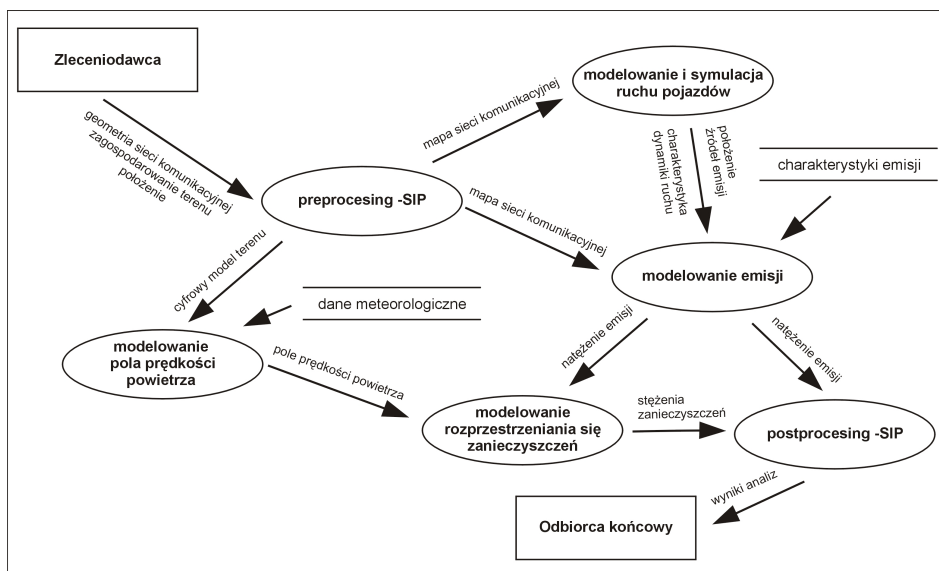 Zleceniodawca
modelowanie i symulacja
ruchu pojazdów
mapa sieci komunikacyjnej
geometria sieci komunikacyjnej
zagospodarowanie terenu
położenie
położenie
źródeł emisji
charakterystyka
dynamiki ruchu
charakterystyki emisji
preprocesing -SIP
mapa sieci komunikacyjnej
modelowanie emisji
cyfrowy model terenu
dane meteorologiczne
modelowanie
pola prędkości
powietrza
pole prędkości powietrza
natężenie emisji
natężenie emisji
modelowanie
rozprzestrzeniania się
zanieczyszczeń
stężenia
zanieczyszczeń
postprocesing -SIP
wyniki analiz
Odbiorca końcowy